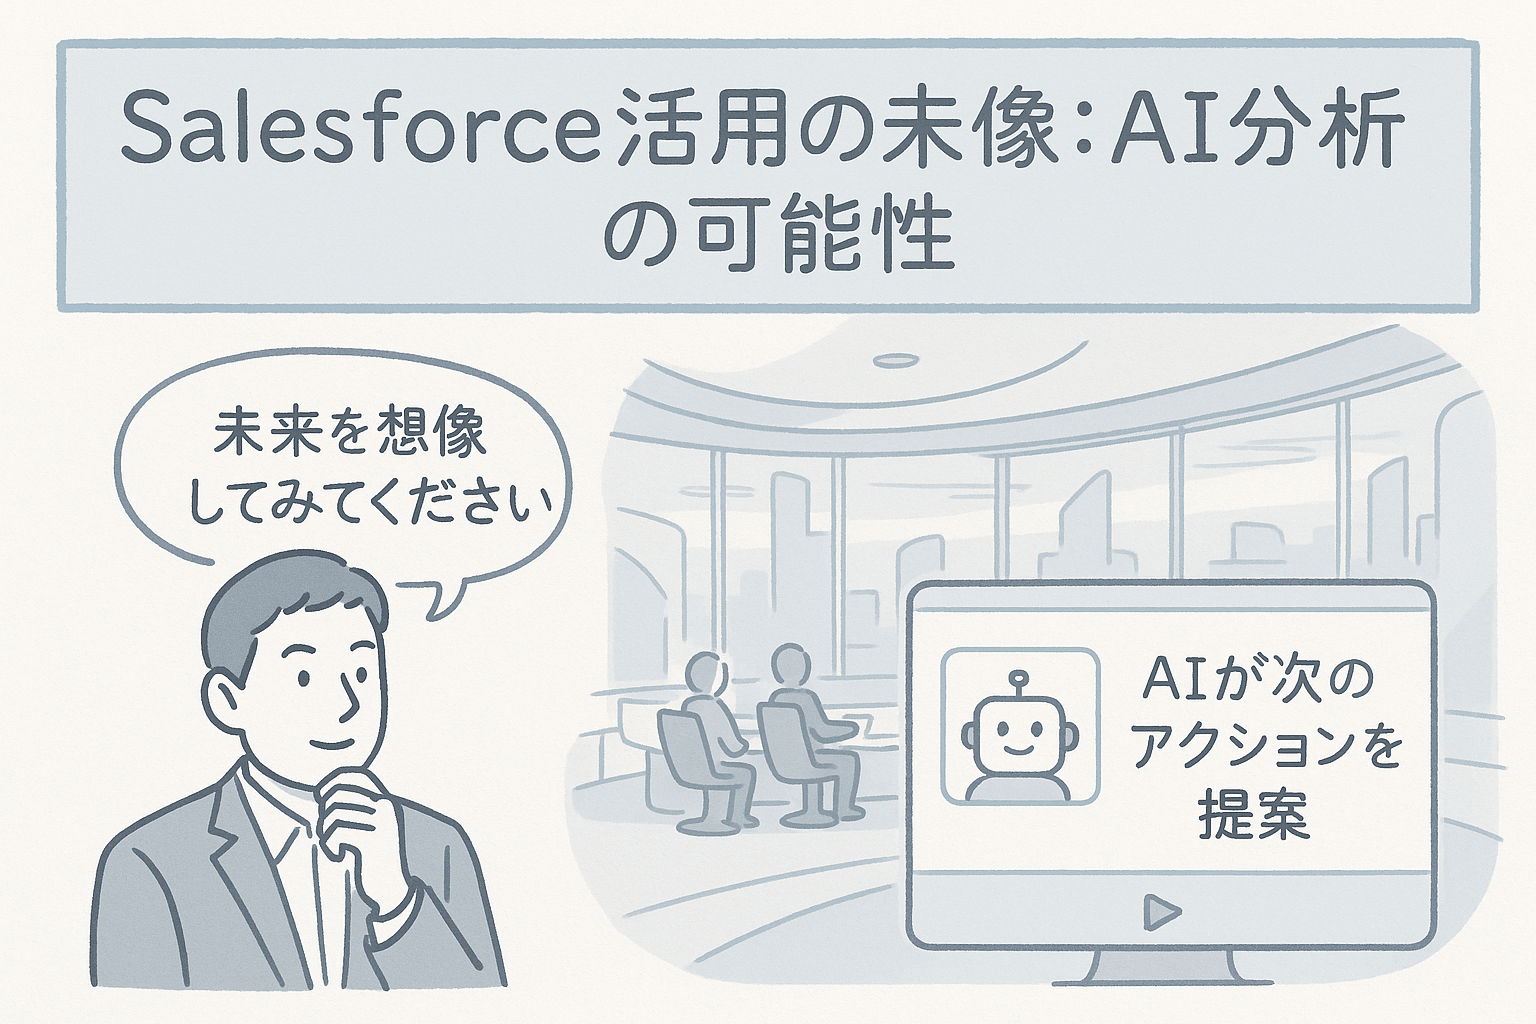 Salesforce活用の未像：AI分析
の可能性
未来を想像
してみてください
AIが次の
アクションを
提案